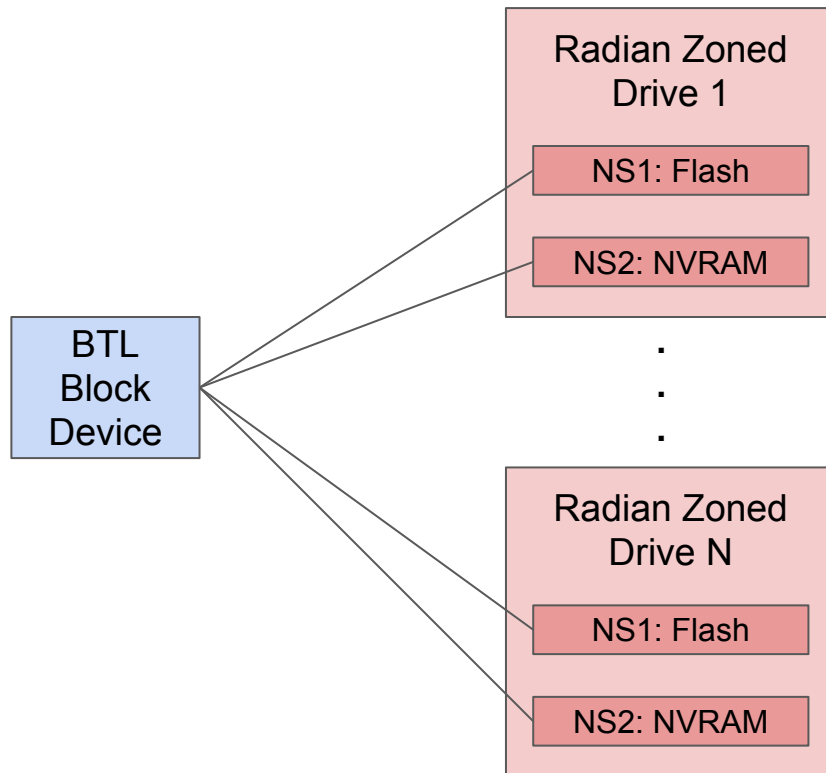 Radian Zoned
Drive 1
NS1: Flash
NS2: NVRAM
BTL
Block
Device
.
.
.
Radian Zoned
Drive N
NS1: Flash
NS2: NVRAM